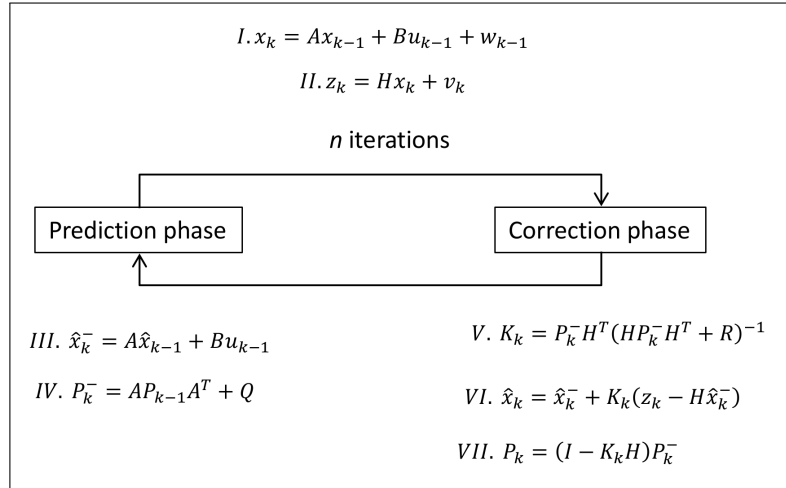 I. x_k = Ax_{k-1} + Bu_{k-1} + w_{k-1}
II. z_k = Hx_k + v_k
n iterations
Prediction phase
Correction phase
III. x̂_k^- = Ax̂_{k-1} + Bu_{k-1}
IV. P_k^- = AP_{k-1}A^T + Q
V. K_k = P_k^-H^T(HP_k^-H^T + R)^{-1}
VI. x̂_k = x̂_k^- + K_k(z_k - Hx̂_k^-)
VII. P_k = (I - K_kH)P_k^-